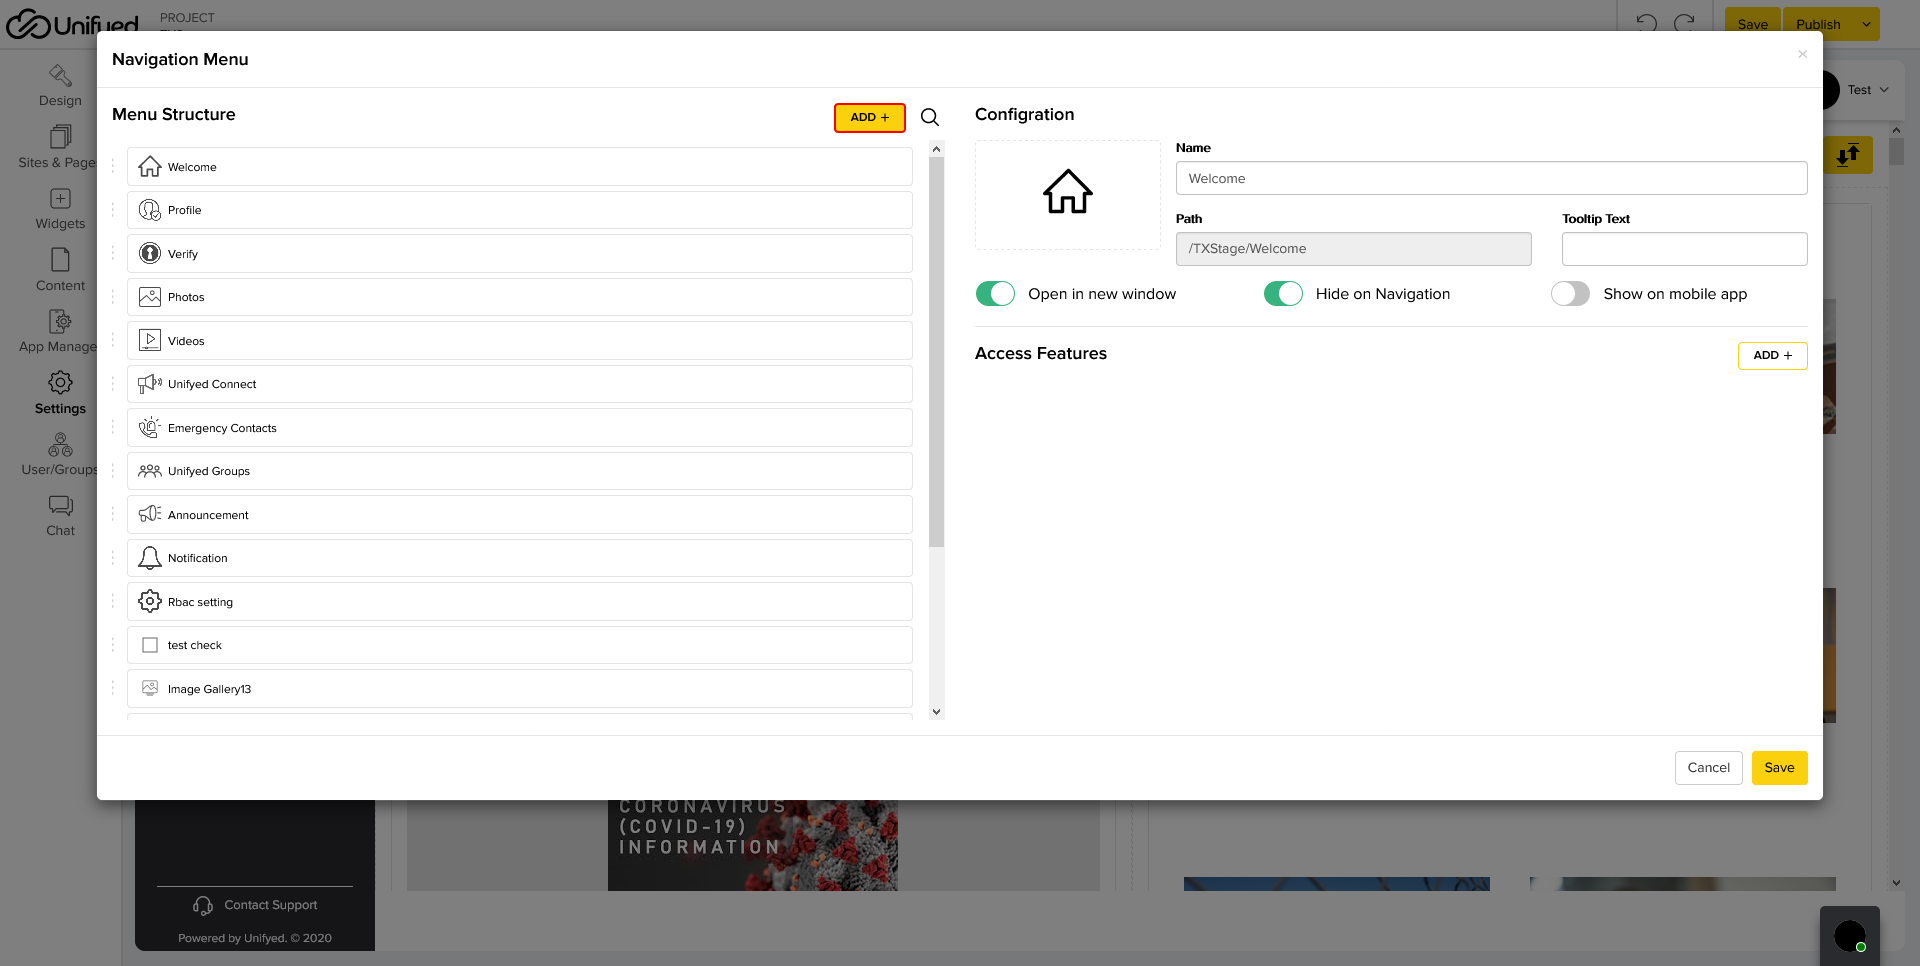 Unifyed
PROJECT
Save
Publish
Navigation Menu
×
Design
Sites & Page
Widgets
Content
App Manage
Settings
User/Groups
Chat
Test
Menu Structure
ADD +
Welcome
Profile
Verify
Photos
Videos
Unifyed Connect
Emergency Contacts
Unifyed Groups
Announcement
Notification
Rbac setting
test check
Image Gallery13
Configration
Name
Welcome
Path
/TXStage/Welcome
Tooltip Text
Open in new window
Hide on Navigation
Show on mobile app
Access Features
ADD +
Cancel
Save
CORONAVIRUS
(COVID-19)
INFORMATION
Contact Support
Powered by Unifyed. © 2020